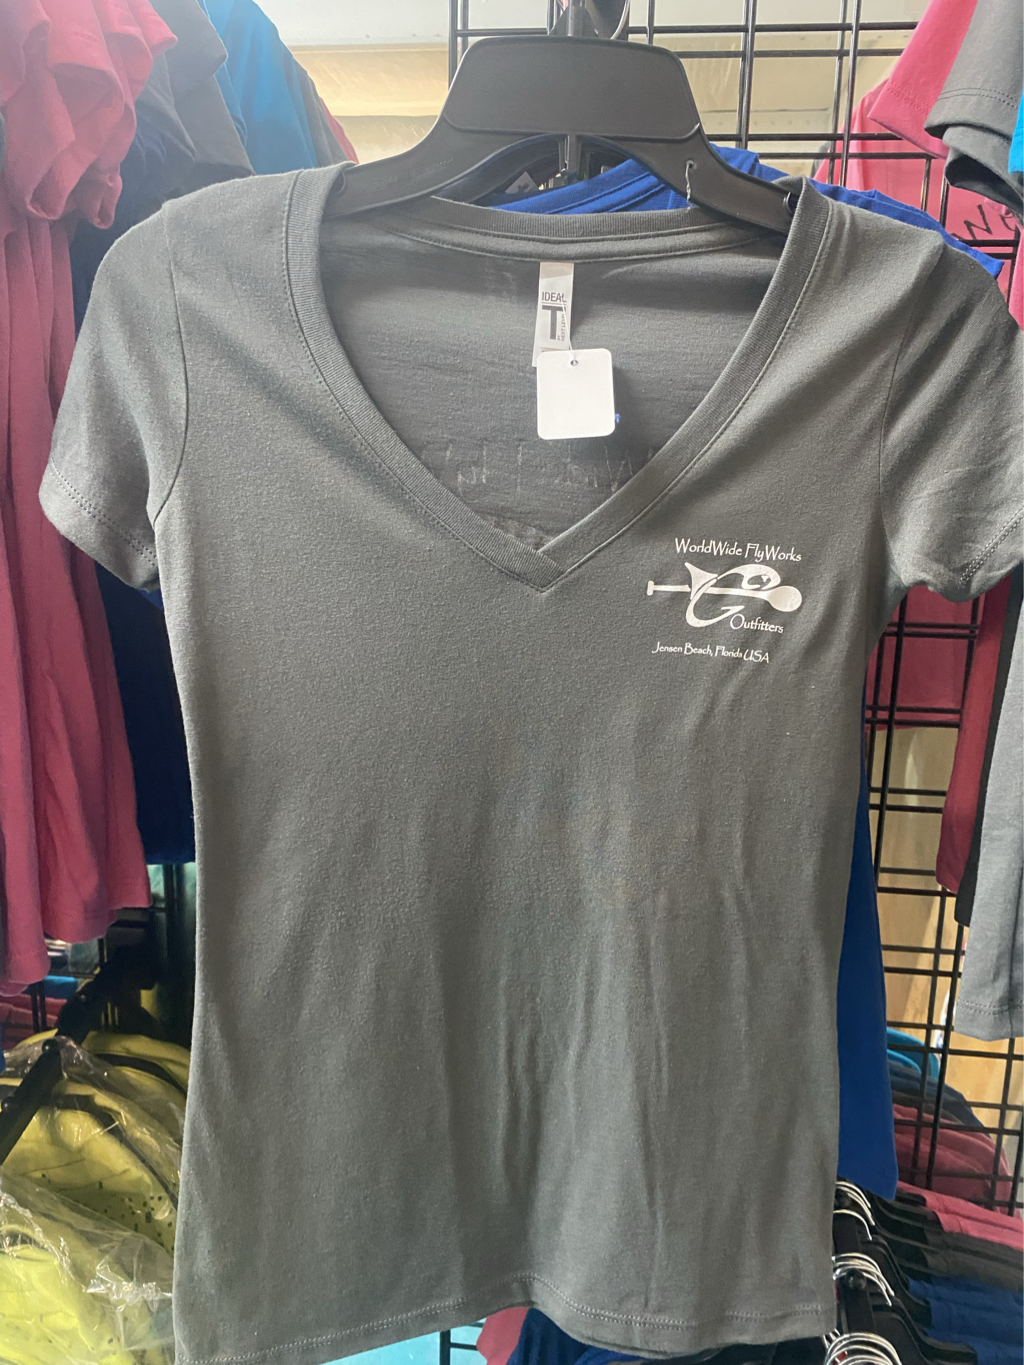 IDEAL
T
WorldWide FlyWorks
Outfitters
Jensen Beach, Florida USA